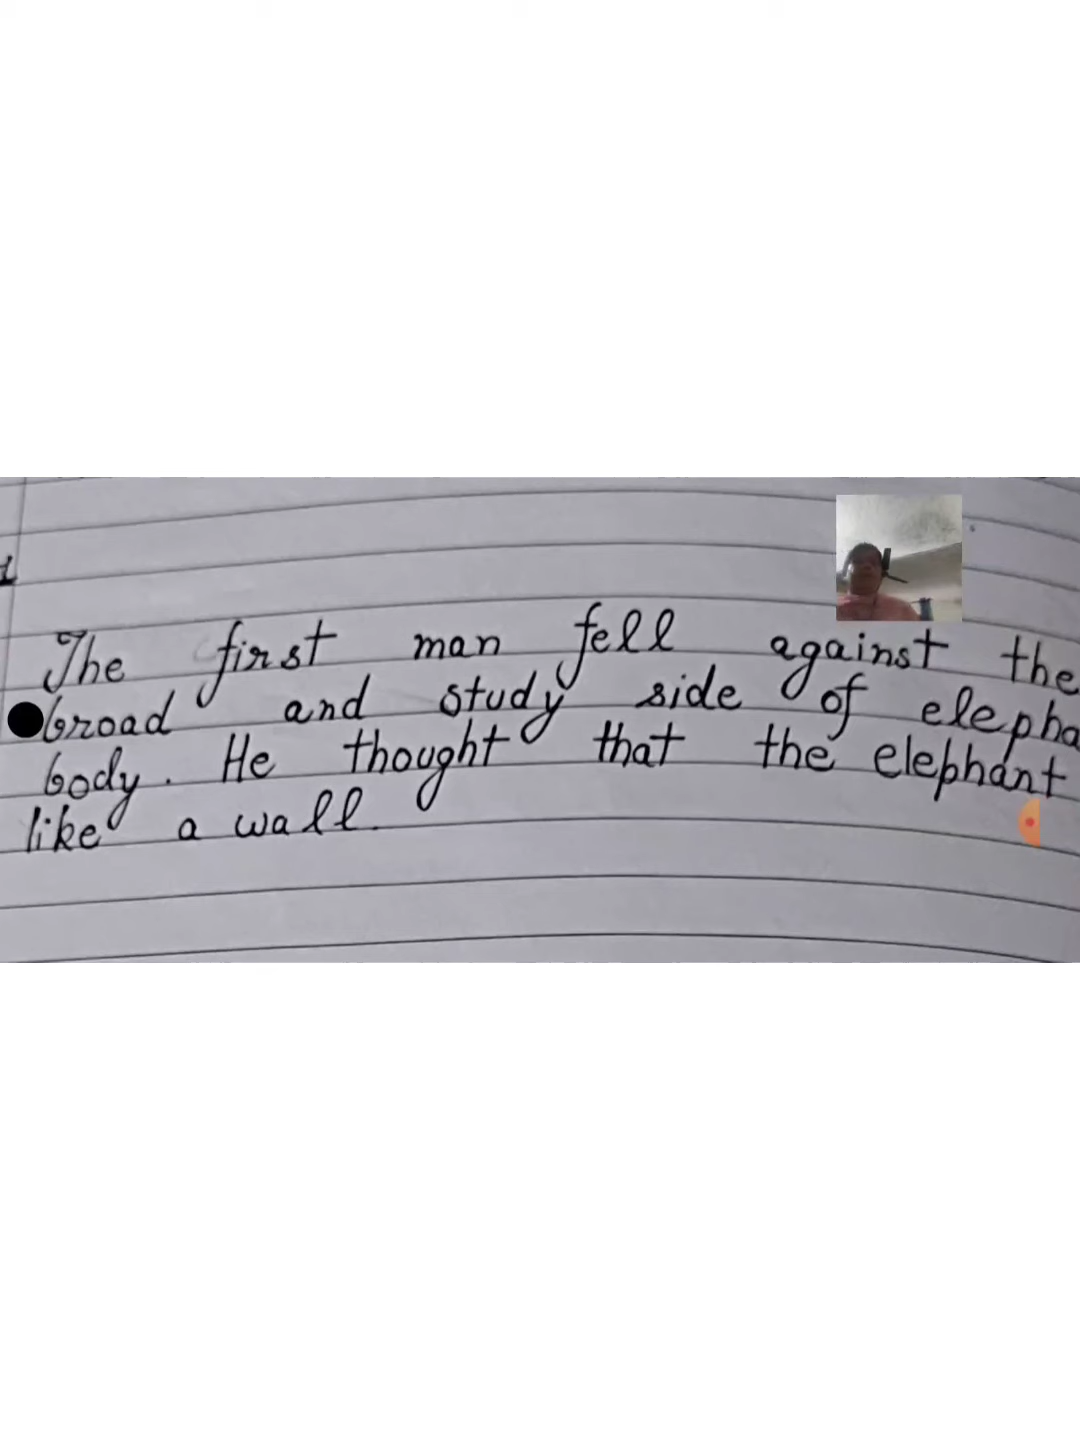 The first man fell against the
broad and study side of elepha
body. He thought that the elephant
like a wall.